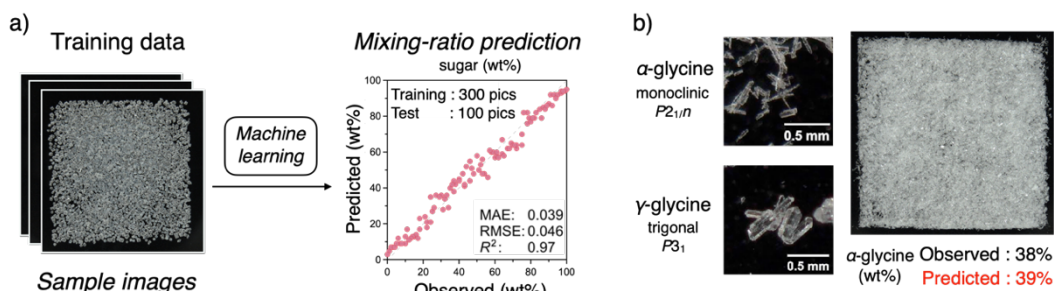 a)
Training data
Sample images
Machine
learning
Mixing-ratio prediction
sugar (wt%)
Training : 300 pics
Test : 100 pics
MAE: 0.039
RMSE: 0.046
R²: 0.97
Predicted (wt%)
100
80
60
40
20
0
0 20 40 60 80 100
Observed (wt%)
b)
α-glycine
monoclinic
P2₁/n
0.5 mm
γ-glycine
trigonal
P3₁
0.5 mm
α-glycine
(wt%)
Observed : 38%
Predicted : 39%